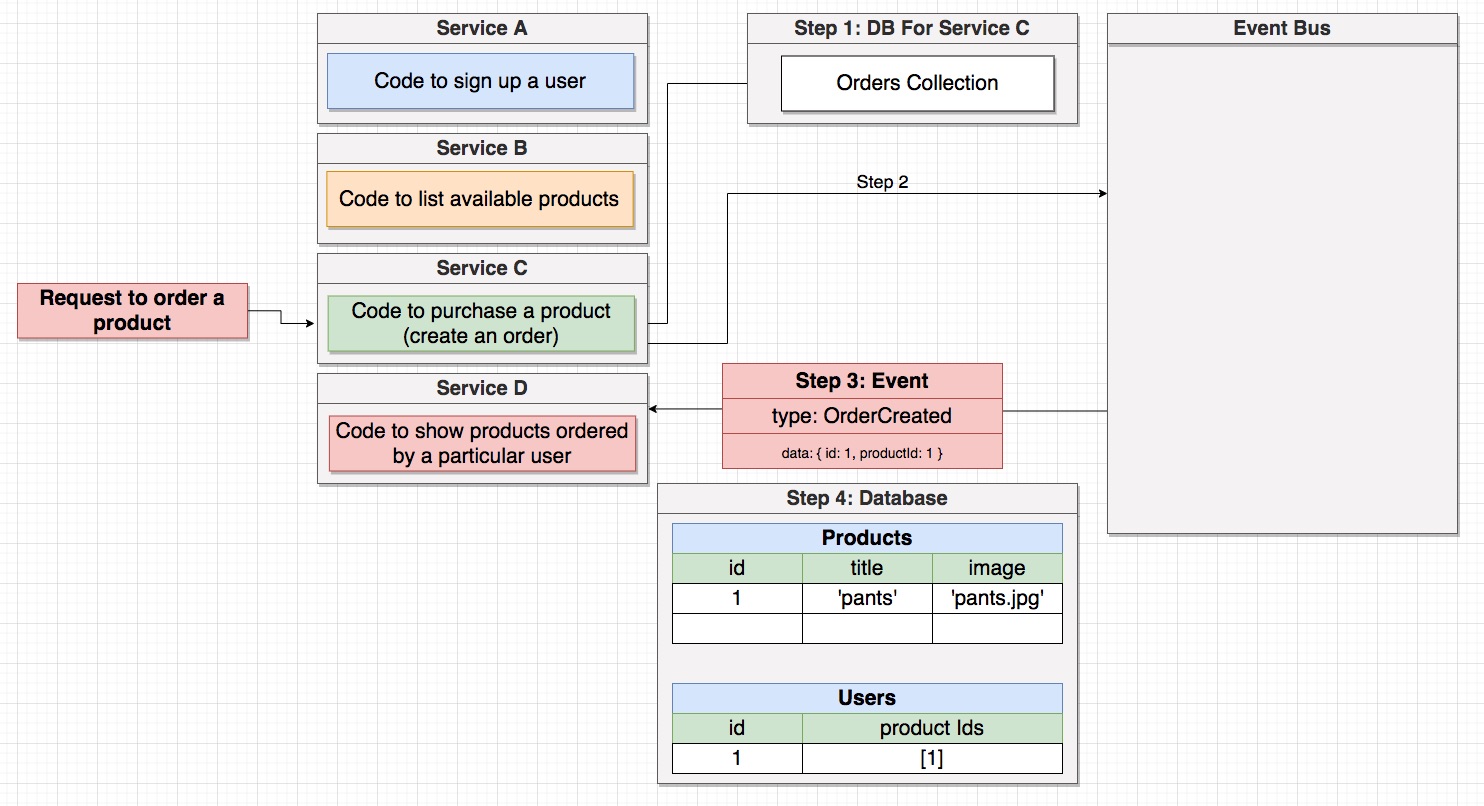 Service A
Code to sign up a user
Service B
Code to list available products
Service C
Code to purchase a product
(create an order)
Service D
Code to show products ordered
by a particular user
Request to order a
product
Step 1: DB For Service C
Orders Collection
Step 2
Event Bus
Step 3: Event
type: OrderCreated
data: { id: 1, productId: 1 }
Step 4: Database
Products
id title image
1 'pants' 'pants.jpg'
Users
id product Ids
1 [1]